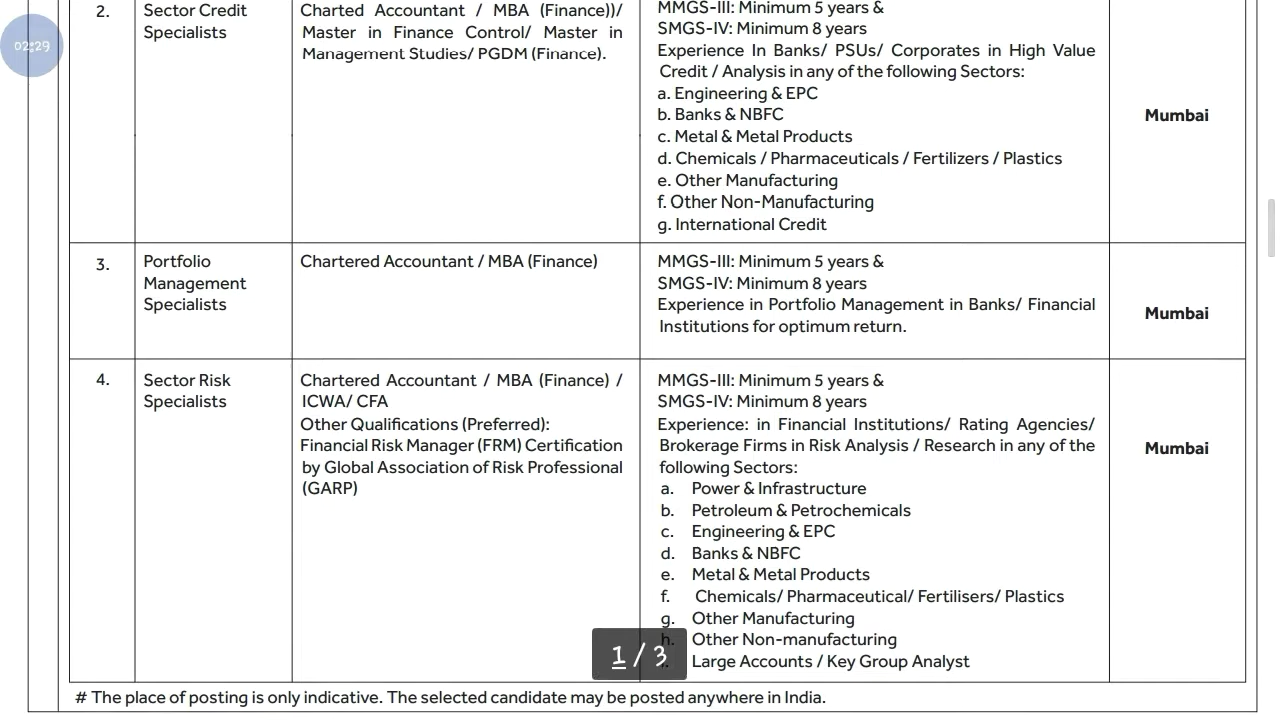 02:29
2.
Sector Credit
Specialists
Charted Accountant / MBA (Finance))/
Master in Finance Control/ Master in
Management Studies/ PGDM (Finance).
MMGS-III: Minimum 5 years &
SMGS-IV: Minimum 8 years
Experience In Banks/ PSUs/ Corporates in High Value
Credit / Analysis in any of the following Sectors:
a. Engineering & EPC
b. Banks & NBFC
c. Metal & Metal Products
d. Chemicals / Pharmaceuticals / Fertilizers / Plastics
e. Other Manufacturing
f. Other Non-Manufacturing
g. International Credit
Mumbai
3.
Portfolio
Management
Specialists
Chartered Accountant / MBA (Finance)
MMGS-III: Minimum 5 years &
SMGS-IV: Minimum 8 years
Experience in Portfolio Management in Banks/ Financial
Institutions for optimum return.
Mumbai
4.
Sector Risk
Specialists
Chartered Accountant / MBA (Finance) /
ICWA/ CFA
Other Qualifications (Preferred):
Financial Risk Manager (FRM) Certification
by Global Association of Risk Professional
(GARP)
MMGS-III: Minimum 5 years &
SMGS-IV: Minimum 8 years
Experience: in Financial Institutions/ Rating Agencies/
Brokerage Firms in Risk Analysis / Research in any of the
following Sectors:
a. Power & Infrastructure
b. Petroleum & Petrochemicals
c. Engineering & EPC
d. Banks & NBFC
e. Metal & Metal Products
f. Chemicals/ Pharmaceutical/ Fertilisers/ Plastics
g. Other Manufacturing
h. Other Non-manufacturing
Large Accounts / Key Group Analyst
Mumbai
1 / 3
# The place of posting is only indicative. The selected candidate may be posted anywhere in India.